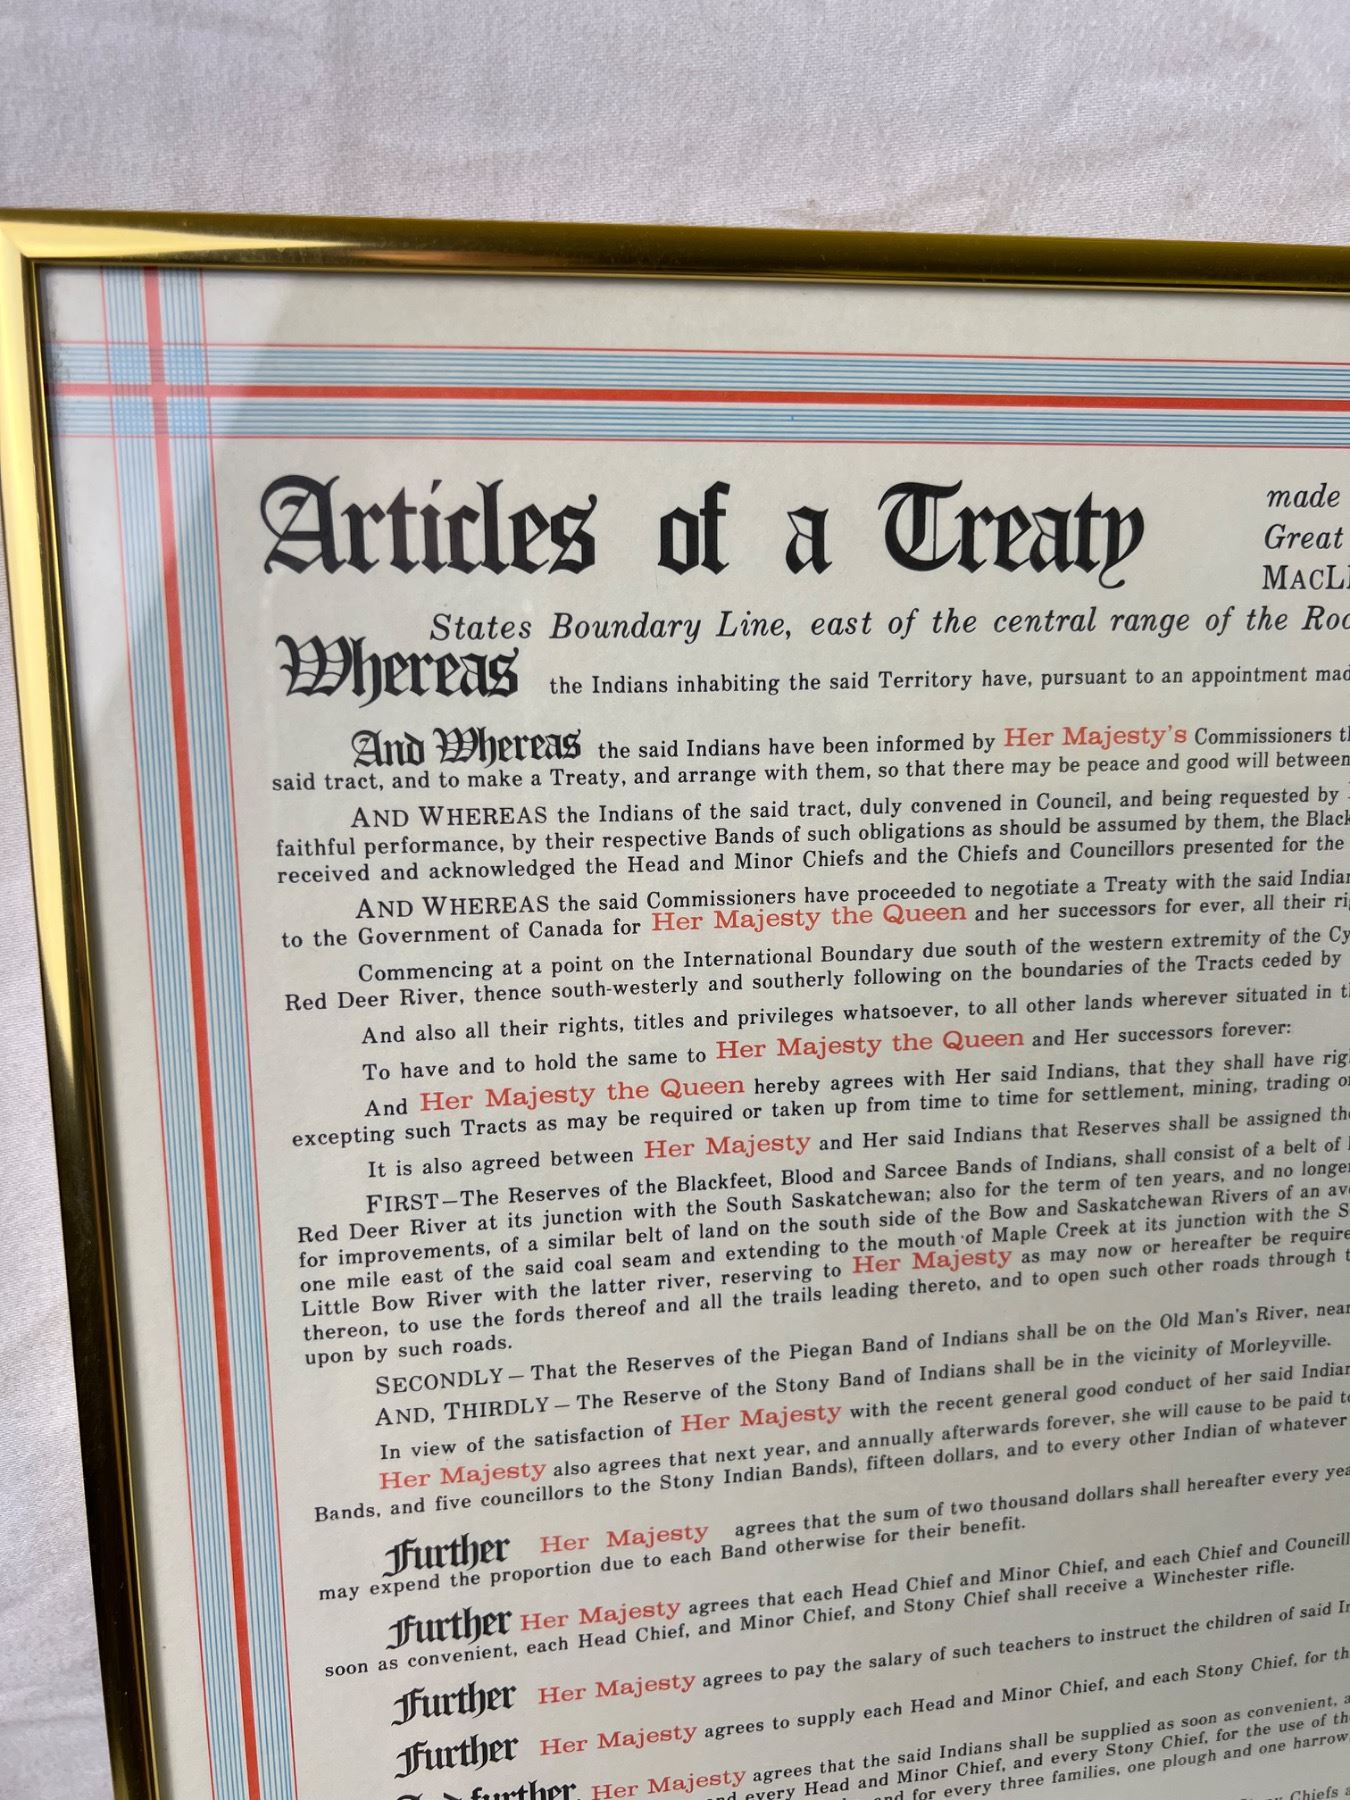 Articles of a Treaty
made
Great
States Boundary Line, east of the central range of the
Whereas the Indians inhabiting the said Territory have, pursuant to an appointment
And Whereas the said Indians have been informed by Her Majesty's Commissioners
said tract, and to make a Treaty, and arrange with them, so that there may be peace and good will between
AND WHEREAS the Indians of the said tract, duly convened in Council, and being requested by
faithful performance, by their respective Bands of such obligations as should be assumed by them, the
received and acknowledged the Head and Minor Chiefs and the Chiefs and Councillors presented for the
AND WHEREAS the said Commissioners have proceeded to negotiate a Treaty with the said
to the Government of Canada for Her Majesty the Queen and her successors for ever, all their
Commencing at a point on the International Boundary due south of the western extremity of the
Red Deer River, thence south-westerly and southerly following on the boundaries of the Tracts ceded by
And also all their rights, titles and privileges whatsoever, to all other lands wherever situated in
To have and to hold the same to Her Majesty the Queen and Her successors forever:
And Her Majesty the Queen hereby agrees with Her said Indians, that they shall have
excepting such Tracts as may be required or taken up from time to time for settlement, mining, trading
It is also agreed between Her Majesty and Her said Indians that Reserves shall be assigned
FIRST—The Reserves of the Blackfeet, Blood and Sarcee Bands of Indians, shall consist of a belt of
Red Deer River at its junction with the South Saskatchewan; also for the term of ten years, and no longer
for improvements, of a similar belt of land on the south side of the Bow and Saskatchewan Rivers of an
one mile east of the said coal seam and extending to the mouth of Maple Creek at its junction with the
Little Bow River with the latter river, reserving to Her Majesty as may now or hereafter be
thereon, to use the fords thereof and all the trails leading thereto, and to open such other roads through
upon by such roads.
SECONDLY—That the Reserves of the Piegan Band of Indians shall be on the Old Man's River, near
AND, THIRDLY—The Reserve of the Stony Band of Indians shall be in the vicinity of Morleyville.
In view of the satisfaction of Her Majesty with the recent general good conduct of her said
Her Majesty also agrees that next year, and annually afterwards forever, she will cause to be paid
Bands, and five councillors to the Stony Indian Bands), fifteen dollars, and to every other Indian of whatever
Further Her Majesty agrees that the sum of two thousand dollars shall hereafter every
may expend the proportion due to each Band otherwise for their benefit.
Further Her Majesty agrees that each Head Chief and Minor Chief, and each Chief and
soon as convenient, each Head Chief, and Minor Chief, and Stony Chief shall receive a Winchester rifle.
Further Her Majesty agrees to pay the salary of such teachers to instruct the children of said
Further Her Majesty agrees to supply each Head and Minor Chief, and each Stony Chief, for
further Her Majesty agrees that the said Indians shall be supplied as soon as convenient,
every Head and Minor Chief, and every Stony Chief, for the use of
for every three families, one plough and one harrow
Chiefs